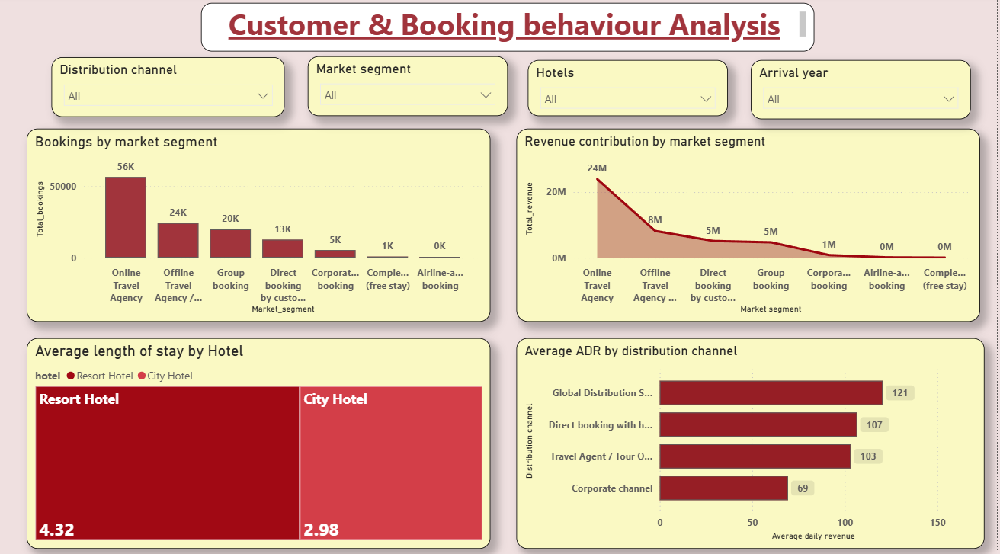 Customer & Booking behaviour Analysis
Distribution channel
All
Market segment
All
Hotels
All
Arrival year
All
Bookings by market segment
Total_bookings
50000
0
56K
24K
20K
13K
5K
1K
0K
Online
Travel
Agency
Offline
Travel
Agency /...
Group
booking
Direct
booking
by custo...
Corporat...
booking
Comple...
(free stay)
Airline-a...
booking
Market_segment
Revenue contribution by market segment
Total_revenue
20M
0M
24M
8M
5M
5M
1M
0M
0M
Online
Travel
Agency
Offline
Travel
Agency ...
Direct
booking
by custo...
Group
booking
Corpora...
booking
Airline-a...
booking
Comple...
(free stay)
Market segment
Average length of stay by Hotel
hotel Resort Hotel City Hotel
Resort Hotel
4.32
City Hotel
2.98
Average ADR by distribution channel
Distribution channel
Global Distribution S... 121
Direct booking with h... 107
Travel Agent / Tour O... 103
Corporate channel 69
0 50 100 150
Average daily revenue